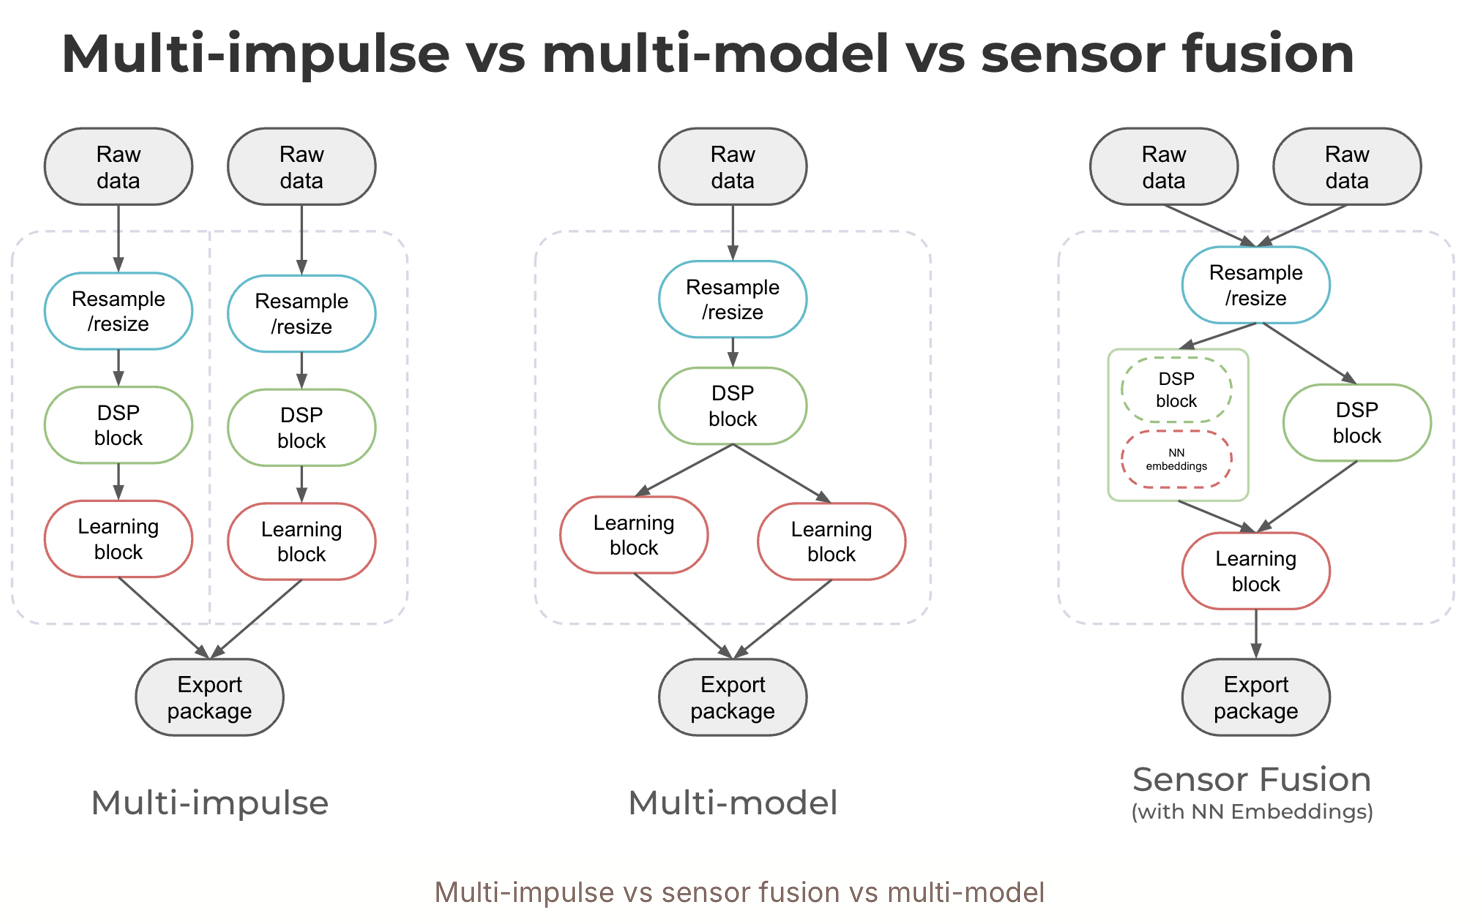 Multi-impulse vs multi-model vs sensor fusion
Raw
data
Resample
/resize
DSP
block
Learning
block
Raw
data
Resample
/resize
DSP
block
Learning
block
Export
package
Multi-impulse
Raw
data
Resample
/resize
DSP
block
Learning
block
Learning
block
Export
package
Multi-model
Raw
data
Raw
data
Resample
/resize
DSP
block
NN
embeddings
DSP
block
Learning
block
Export
package
Sensor Fusion
(with NN Embeddings)
Multi-impulse vs sensor fusion vs multi-model